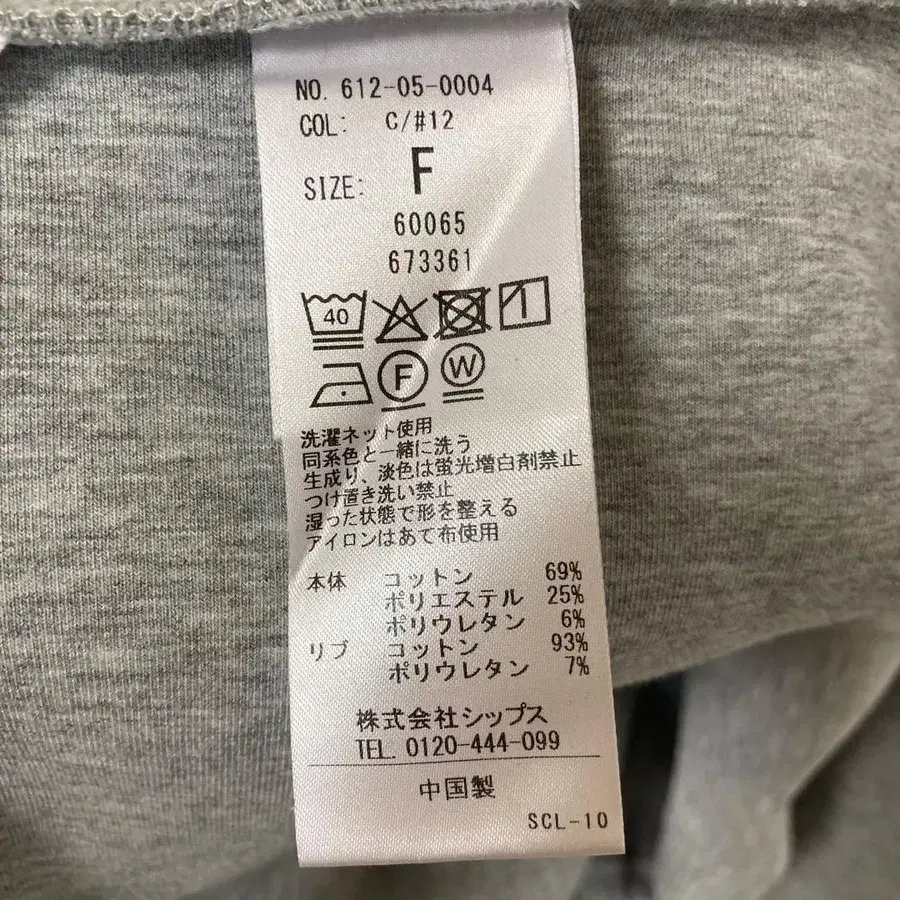 NO. 612-05-0004
COL: C/#12
SIZE: F
60065
673361
40
F W
洗濯ネット使用
同系色と一緒に洗う
生成り、淡色は蛍光増白剤禁止
つけ置き洗い禁止
湿った状態で形を整える
アイロンはあて布使用
本体 コットン 69%
ポリエステル 25%
ポリウレタン 6%
リブ コットン 93%
ポリウレタン 7%
株式会社シップス
TEL. 0120-444-099
中国製
SCL-10